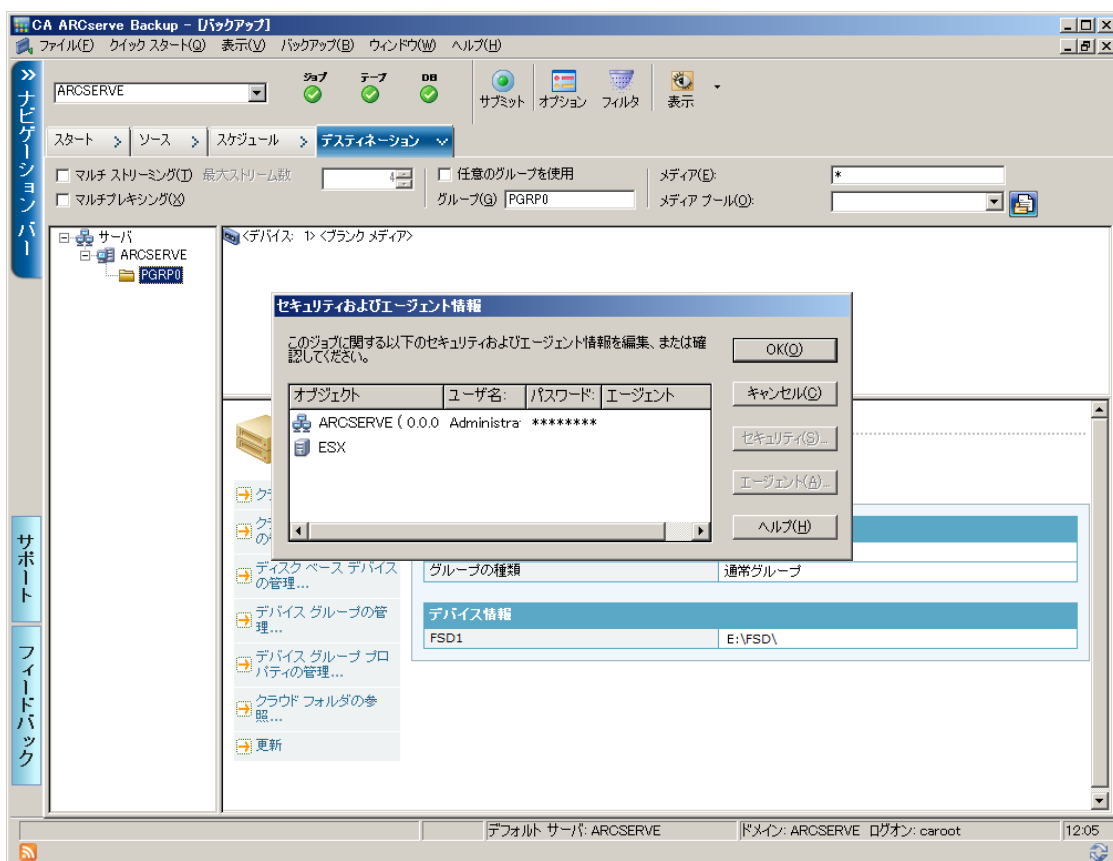 CA ARCserve Backup - [バックアップ]
ファイル(F) クイック スタート(Q) 表示(V) バックアップ(B) ウィンドウ(W) ヘルプ(H)
ナビゲーション バー
ARCSERVE
ジョブ テープ DB
サブミット オプション フィルタ 表示
スタート ソース スケジュール デスティネーション
マルチ ストリーミング(T) 最大ストリーム数 4
任意のグループを使用
メディア(E): *
マルチプレキシング(X)
グループ(G) PGRP0
メディア プール(O):
サーバ
ARCSERVE
PGRP0
<デバイス: 1> <ブランク メディア>
セキュリティおよびエージェント情報
このジョブに関する以下のセキュリティおよびエージェント情報を編集、または確
認してください。
オブジェクト ユーザ名: パスワード: エージェント
ARCSERVE ( 0.0.0 Administra ********
ESX
OK(O)
キャンセル(C)
セキュリティ(S)...
エージェント(A)...
ヘルプ(H)
ディスク ベース デバイス
の管理...
デバイス グループの管
理...
デバイス グループ プロ
パティの管理...
クラウド フォルダの参
照...
更新
グループの種類 通常グループ
デバイス情報
FSD1 E:\FSD\
サポート
フィードバック
デフォルト サーバ: ARCSERVE ドメイン: ARCSERVE ログオン: caroot 12:05